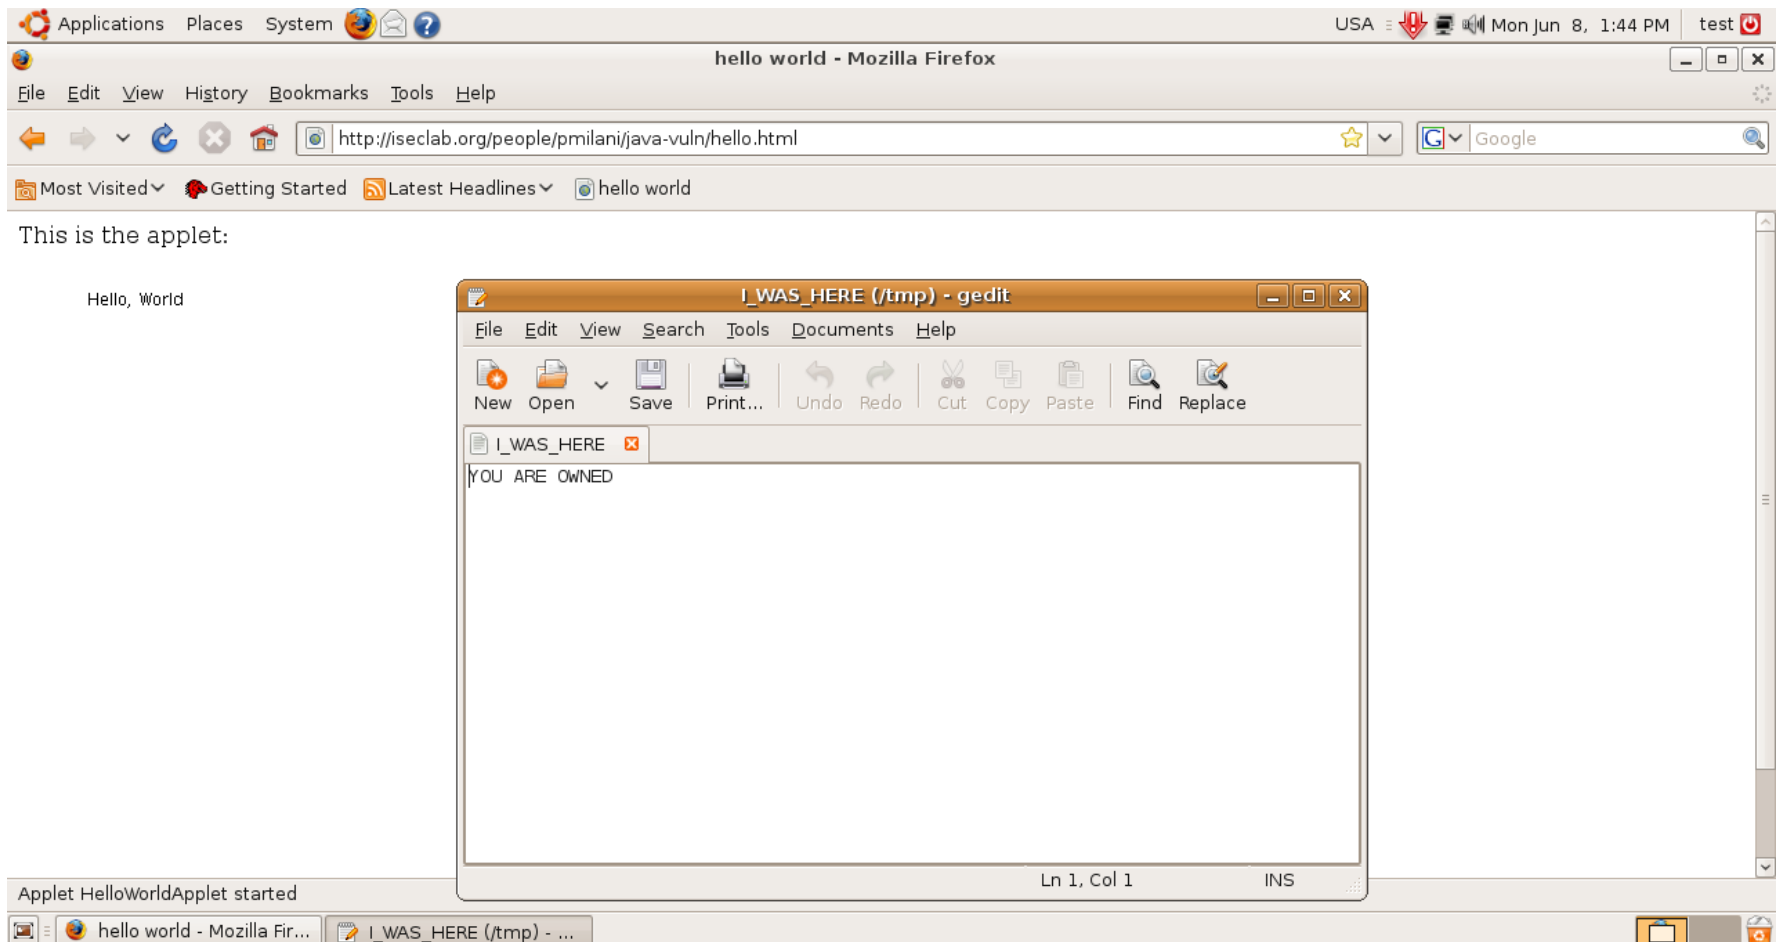 Applications Places System USA Mon Jun 8, 1:44 PM test
hello world - Mozilla Firefox
File Edit View History Bookmarks Tools Help
http://iseclab.org/people/pmilani/java-vuln/hello.html G Google
Most Visited Getting Started Latest Headlines hello world
This is the applet:
Hello, World
I_WAS_HERE (/tmp) - gedit
File Edit View Search Tools Documents Help
New Open Save Print... Undo Redo Cut Copy Paste Find Replace
I_WAS_HERE
YOU ARE OWNED
Ln 1, Col 1 INS
Applet HelloWorldApplet started
hello world - Mozilla Fir... I_WAS_HERE (/tmp) - ...